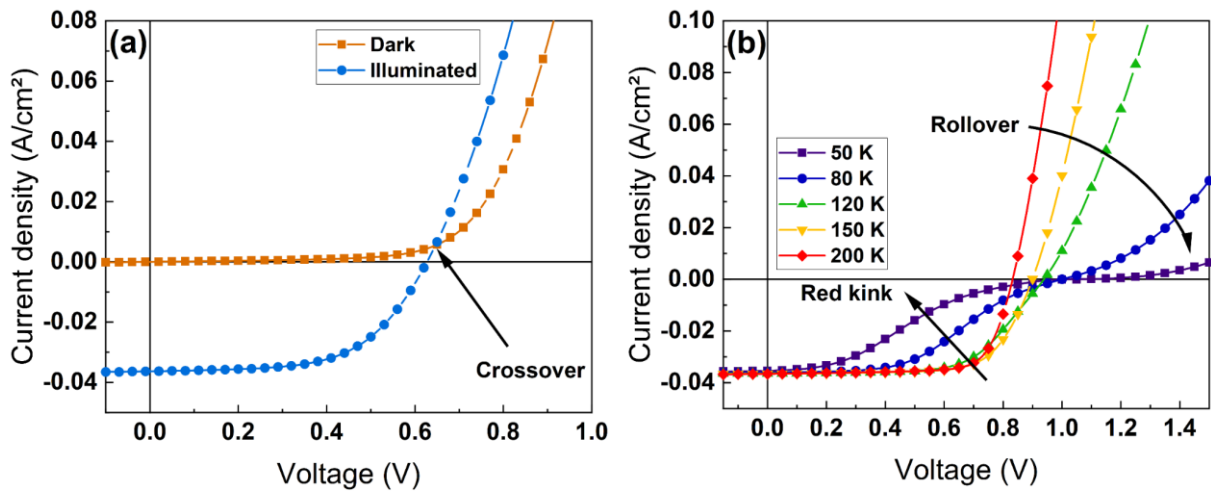 (a)
Dark
Illuminated
Crossover
0.08
0.06
0.04
0.02
0.00
-0.02
-0.04
0.0 0.2 0.4 0.6 0.8 1.0
Current density (A/cm²)
Voltage (V)
(b)
50 K
80 K
120 K
150 K
200 K
Rollover
Red kink
0.10
0.08
0.06
0.04
0.02
0.00
-0.02
-0.04
0.0 0.2 0.4 0.6 0.8 1.0 1.2 1.4
Current density (A/cm²)
Voltage (V)